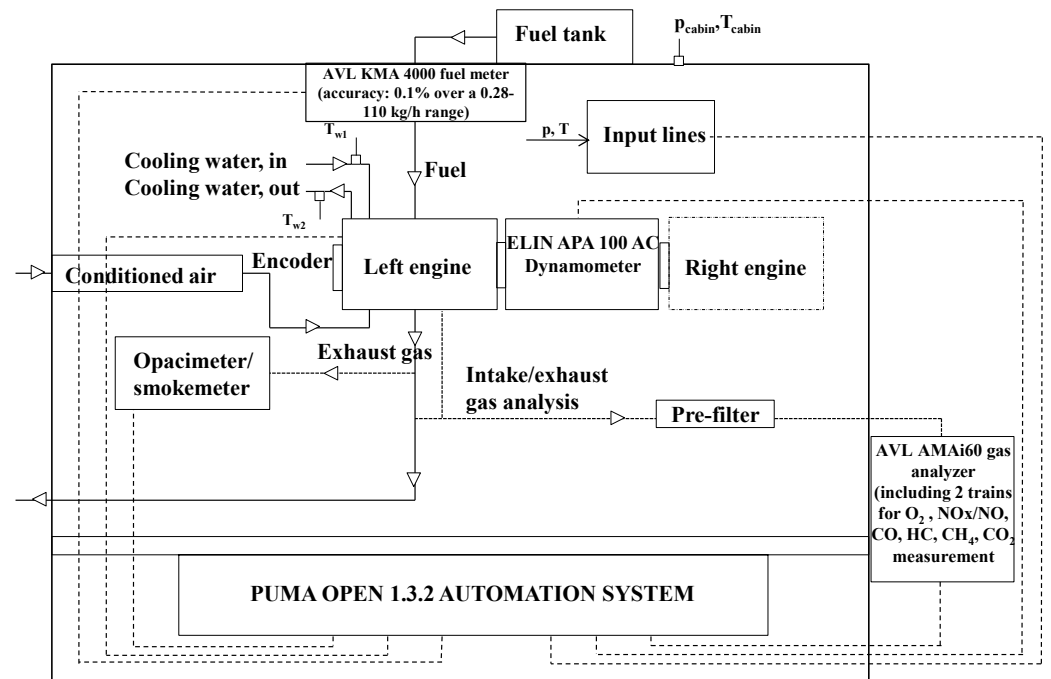 Fuel tank
p_cabin,T_cabin
AVL KMA 4000 fuel meter
(accuracy: 0.1% over a 0.28-
110 kg/h range)
T_w1
p, T
Input lines
Cooling water, in
Cooling water, out
Fuel
T_w2
Encoder
Left engine
ELIN APA 100 AC
Dynamometer
Right engine
Conditioned air
Exhaust gas
Opacimeter/
smokemeter
Intake/exhaust
gas analysis
Pre-filter
AVL AMAi60 gas
analyzer
(including 2 trains
for O₂ , NOx/NO,
CO, HC, CH₄, CO₂
measurement
PUMA OPEN 1.3.2 AUTOMATION SYSTEM